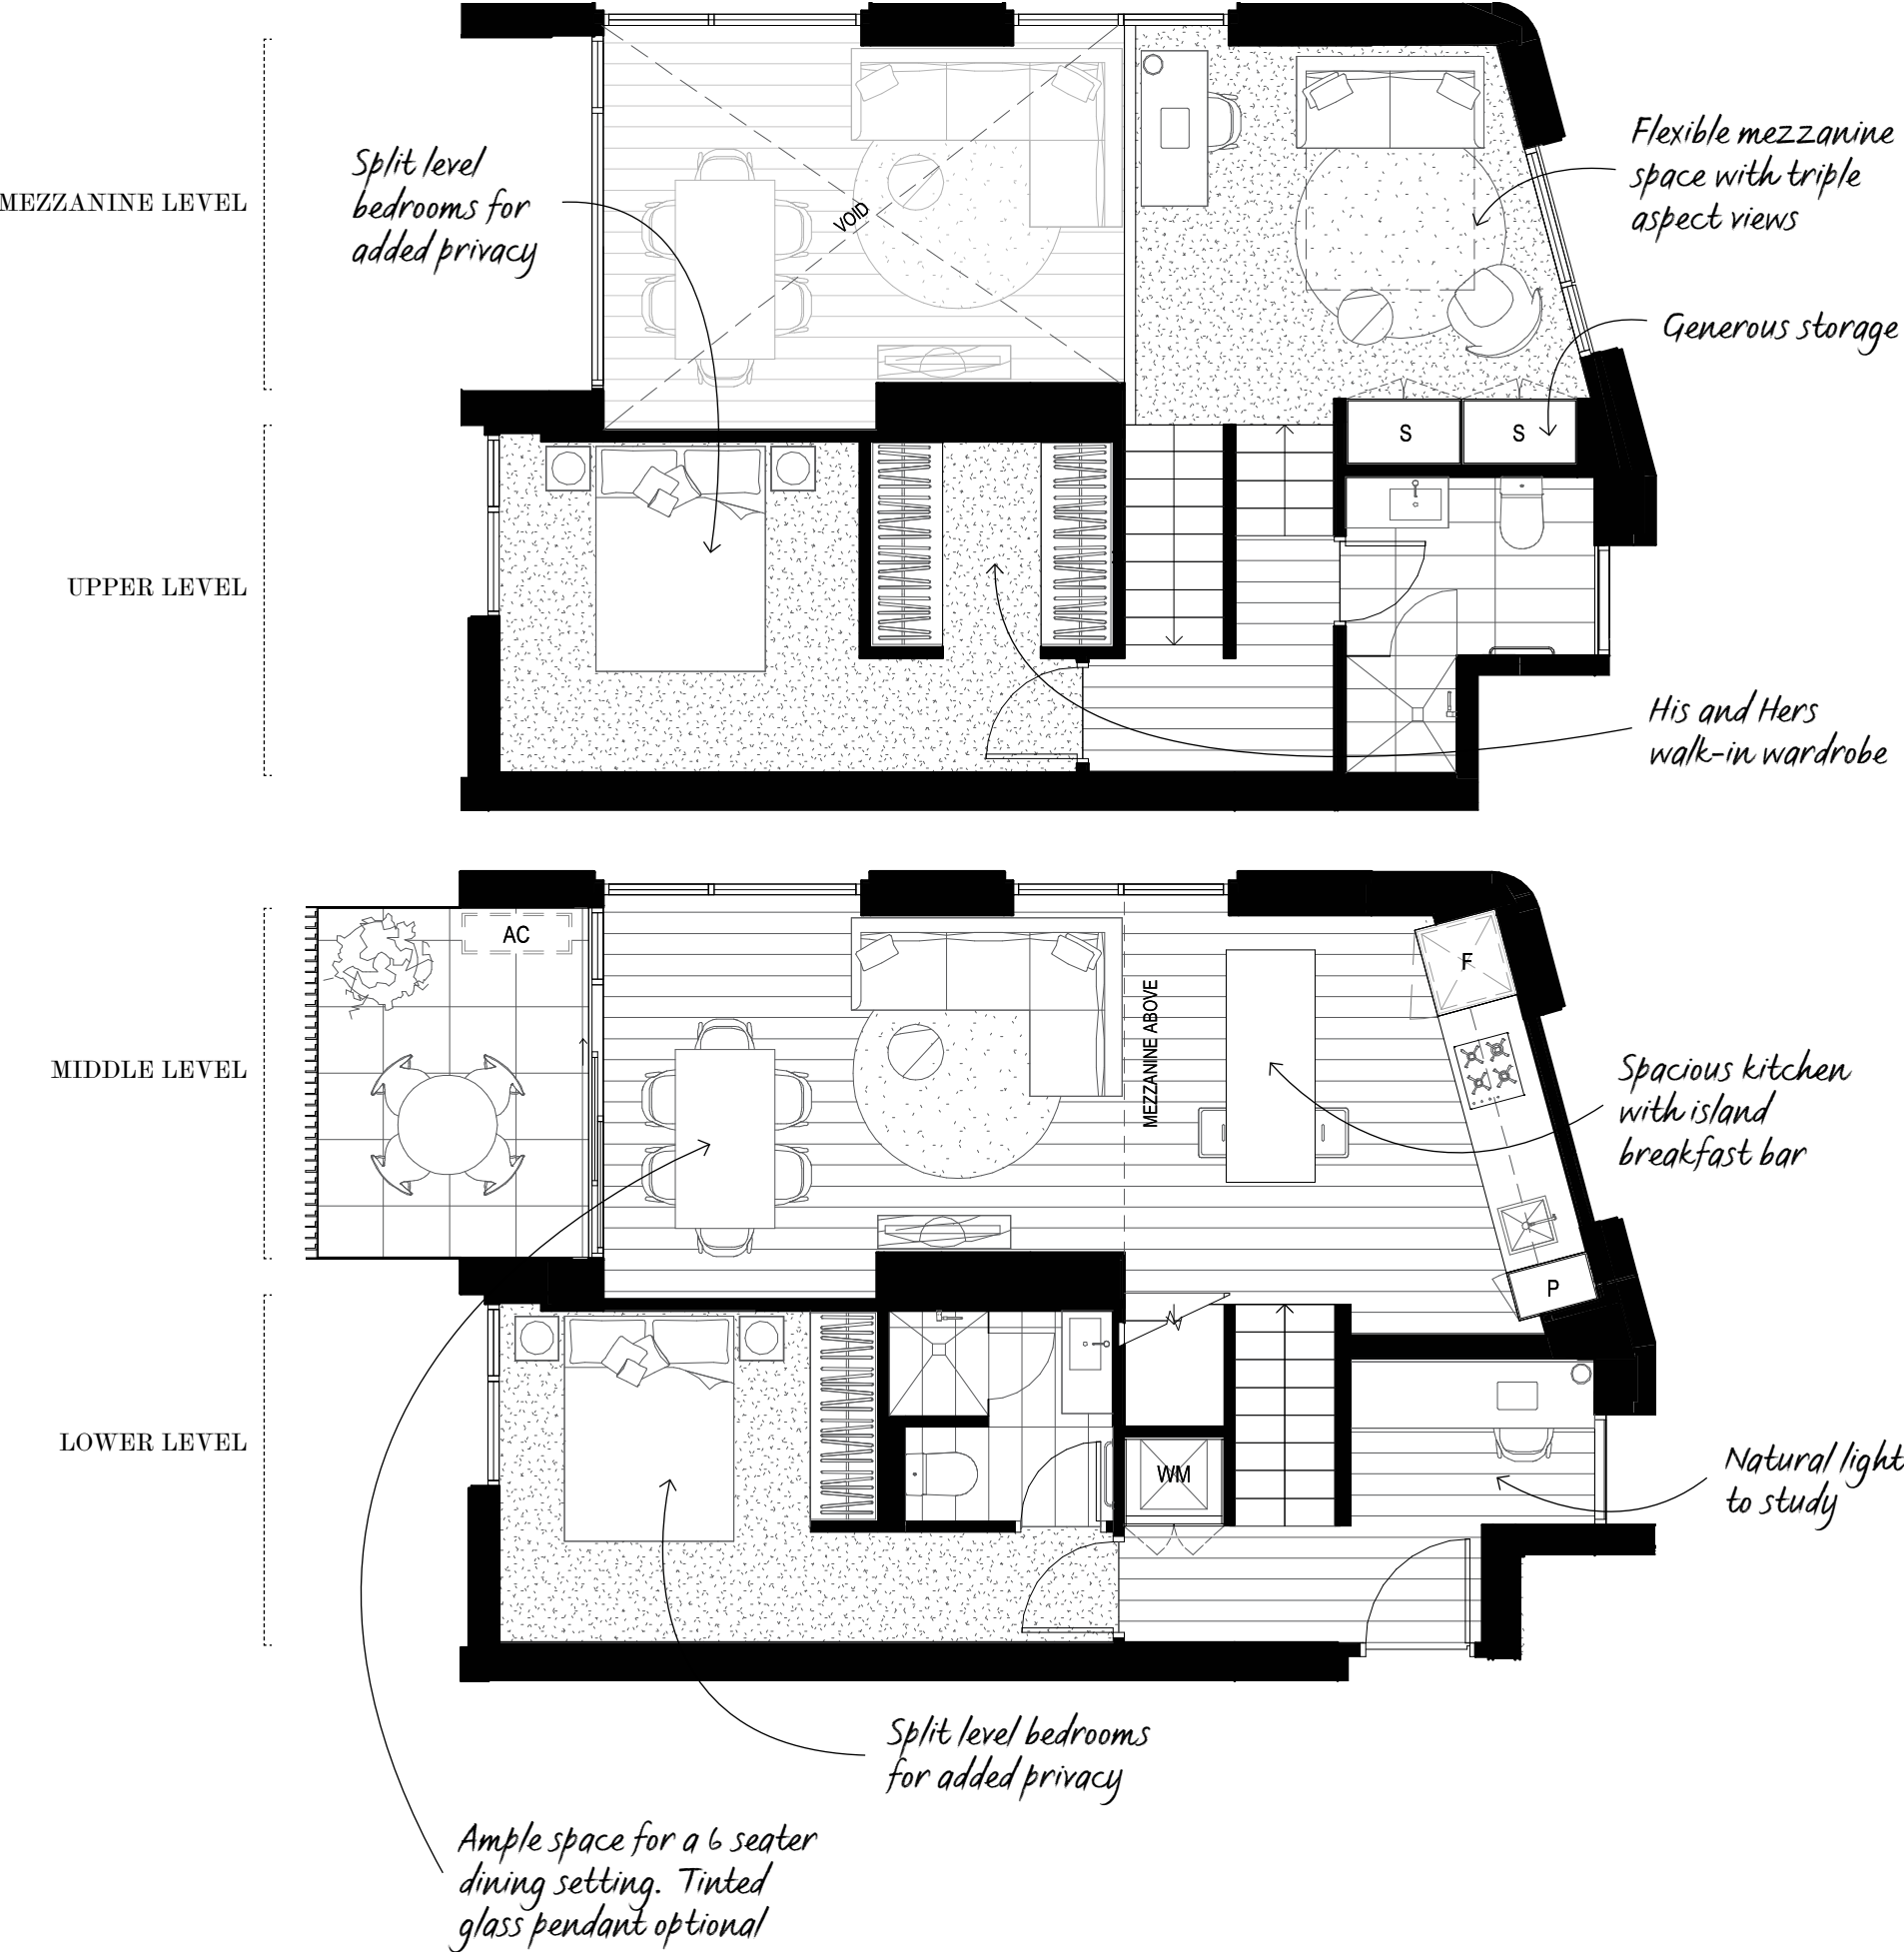 MEZZANINE LEVEL
Split level
bedrooms for
added privacy
VOID
Flexible mezzanine
space with triple
aspect views
Generous storage
S
S
UPPER LEVEL
His and Hers
walk-in wardrobe
MIDDLE LEVEL
AC
F
MEZZANINE ABOVE
Spacious kitchen
with island
breakfast bar
P
LOWER LEVEL
WM
Natural light
to study
Split level bedrooms
for added privacy
Ample space for a 6 seater
dining setting. Tinted
glass pendant optional